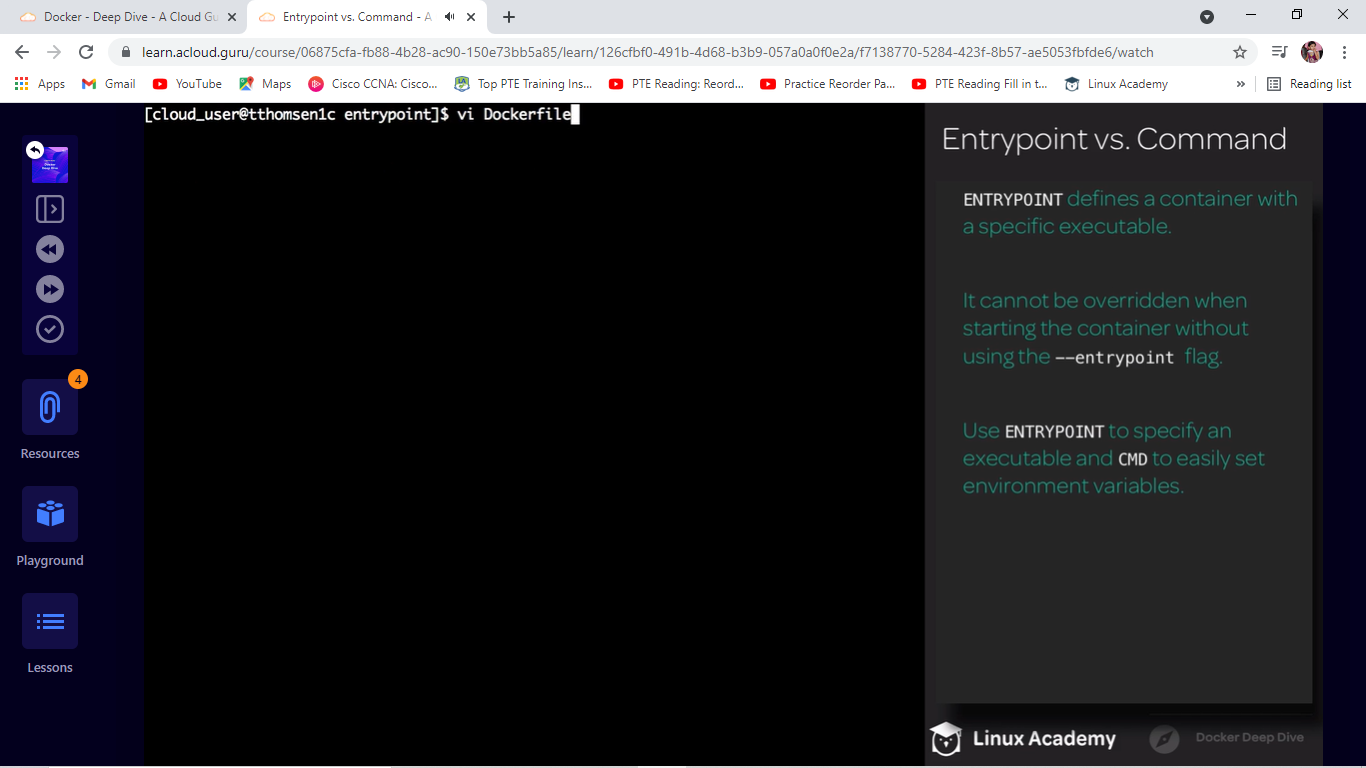 Docker - Deep Dive - A Cloud Gu
Entrypoint vs. Command - A
learn.acloud.guru/course/06875cfa-fb88-4b28-ac90-150e73bb5a85/learn/126cfbf0-491b-4d68-b3b9-057a0a0f0e2a/f7138770-5284-423f-8b57-ae5053fbfde6/watch
Apps Gmail YouTube Maps Cisco CCNA: Cisco... Top PTE Training Ins... PTE Reading: Reord... Practice Reorder Pa... PTE Reading Fill in t... Linux Academy » Reading list
[cloud_user@tthomsen1c entrypoint]$ vi Dockerfile
4
Resources
Playground
Lessons
Entrypoint vs. Command
ENTRYPOINT defines a container with
a specific executable.
It cannot be overridden when
starting the container without
using the --entrypoint flag.
Use ENTRYPOINT to specify an
executable and CMD to easily set
environment variables.
Linux Academy
Docker Deep Dive